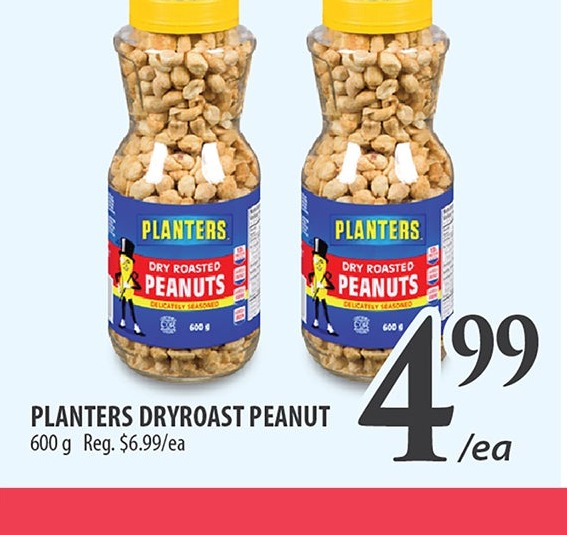 PLANTERS
DRY ROASTED
PEANUTS
DELICATELY SEASONED
600 g
PLANTERS
DRY ROASTED
PEANUTS
DELICATELY SEASONED
600 g
PLANTERS DRYROAST PEANUT
600 g Reg. $6.99/ea
4 99
/ea